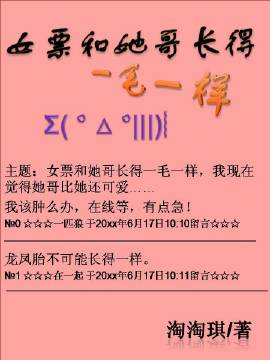 女票和她哥长得
一毛一样
Σ( ° △ °|||)︴
主题：女票和她哥长得一毛一样，我现在
觉得她哥比她还可爱……
我该肿么办，在线等，有点急！
№0 ☆☆☆一匹狼 于20xx年6月17日10:10留言☆☆☆
龙凤胎不可能长得一样。
№1 ☆☆☆在一起 于20xx年6月17日10:11留言☆☆☆
淘淘琪/著